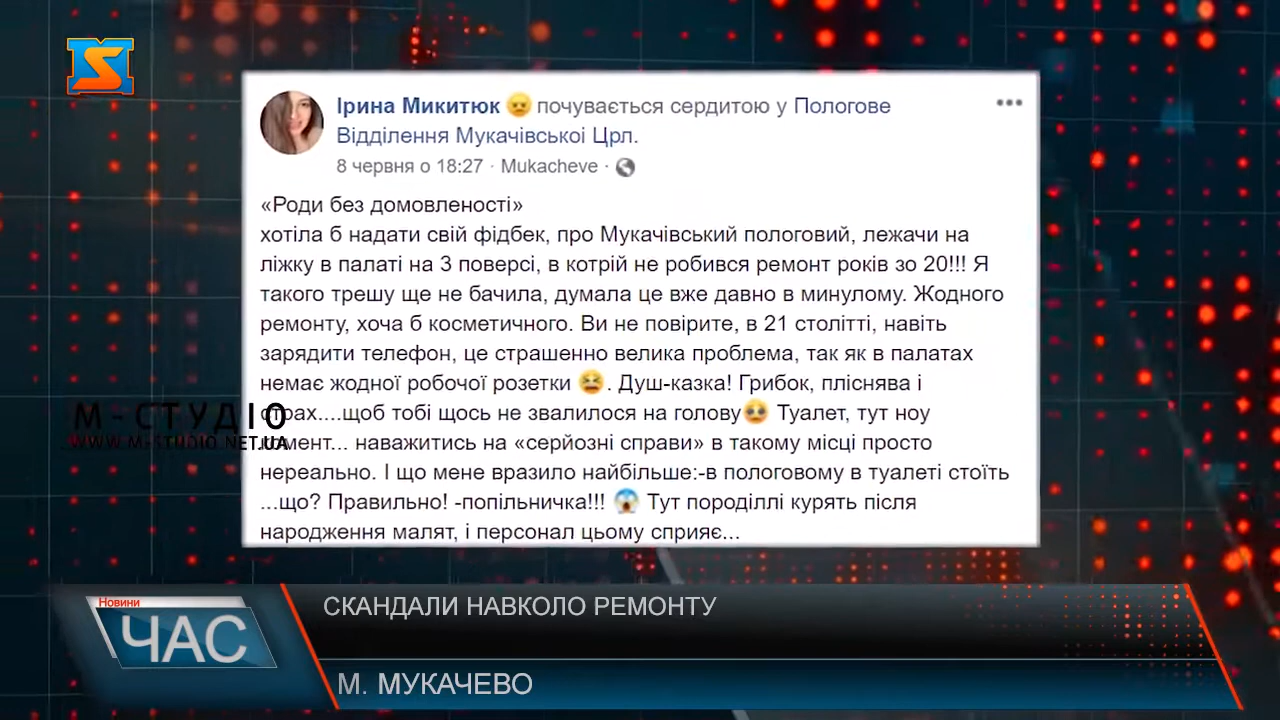 Ірина Микитюк 😠 почувається сердитою у Пологове
Відділення Мукачівської Црл.
8 червня о 18:27 · Mukacheve ·
«Роди без домовленості»
хотіла б надати свій фідбек, про Мукачівський пологовий, лежачи на
ліжку в палаті на 3 поверсі, в котрій не робився ремонт років зо 20!!! Я
такого трешу ще не бачила, думала це вже давно в минулому. Жодного
ремонту, хоча б косметичного. Ви не повірите, в 21 столітті, навіть
зарядити телефон, це страшенно велика проблема, так як в палатах
немає жодної робочої розетки 😫. Душ-казка! Грибок, пліснява і
страх....щоб тобі щось не звалилося на голову🥺 Туалет, тут ноу
комент... наважитись на «серйозні справи» в такому місці просто
нереально. І що мене вразило найбільше:-в пологовому в туалеті стоїть
...що? Правильно! -попільничка!!! 😱 Тут породіллі курять після
народження малят, і персонал цьому сприяє...
М-СТУДІО
WWW.M-STUDIO.NET.UA
Новини
ЧАС
СКАНДАЛИ НАВКОЛО РЕМОНТУ
М. МУКАЧЕВО